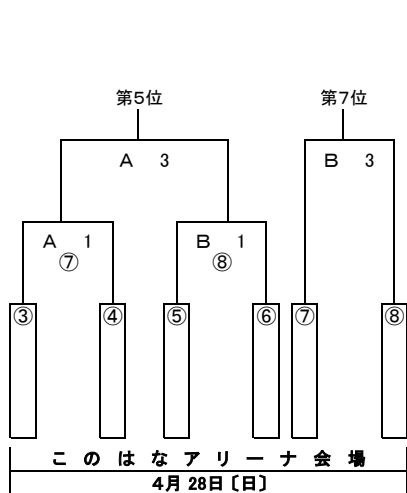 第5位 第7位
A 3 B 3
A 1 B 1
⑦ ⑧
③ ④ ⑤ ⑥ ⑦ ⑧
このはなアリーナ会場
4月 28日〔日〕